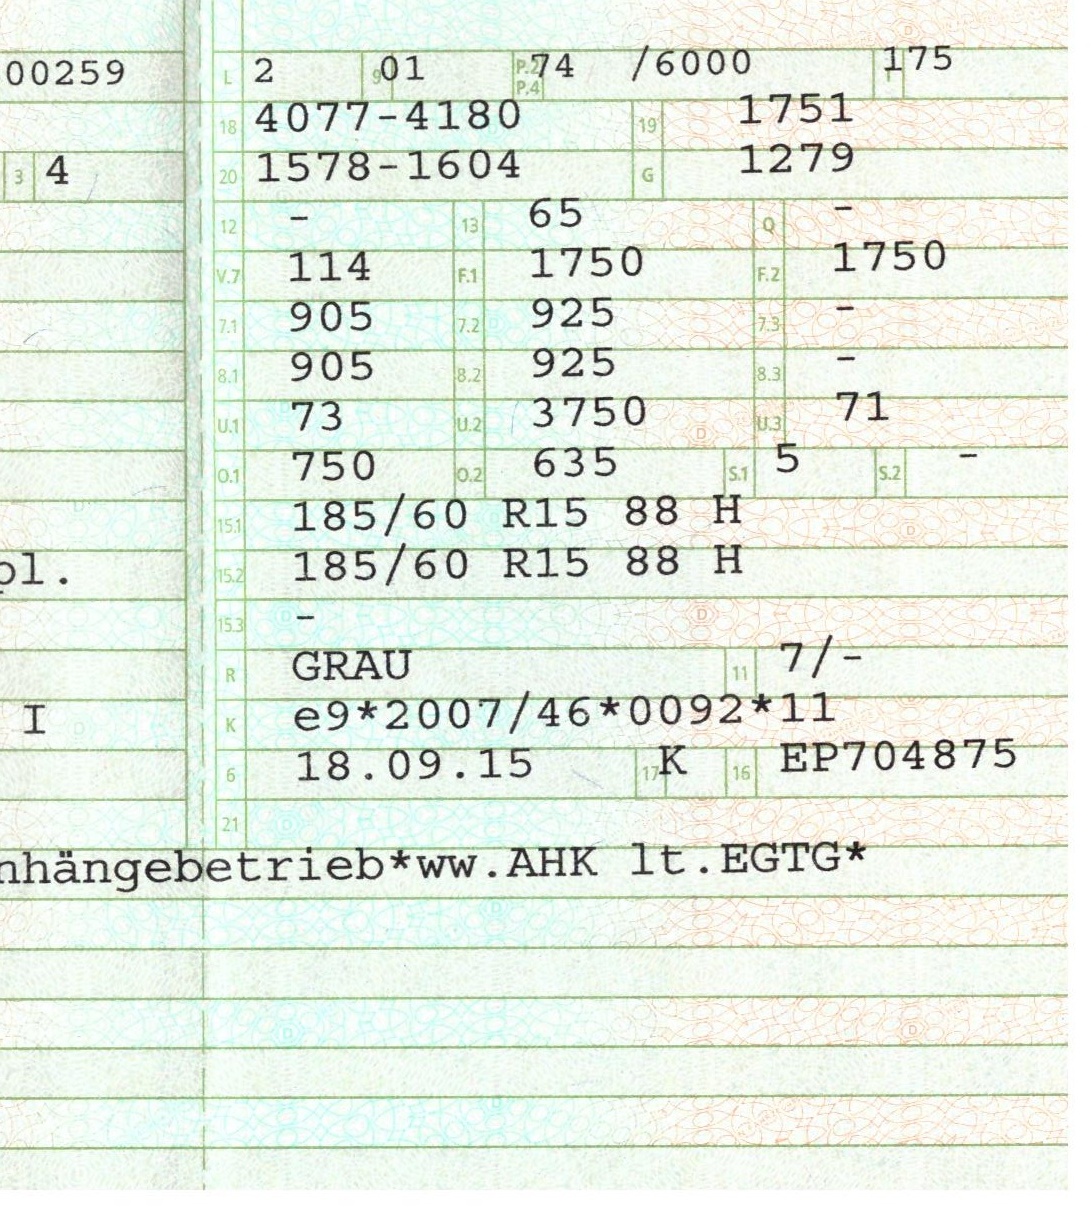 00259 L 2 9 01 P.2 P.4 74 /6000 T 175
18 4077-4180 19 1751
3 4 20 1578-1604 G 1279
12 - 13 65 Q -
V.7 114 F.1 1750 F.2 1750
7.1 905 7.2 925 7.3 -
8.1 905 8.2 925 8.3 -
U.1 73 U.2 3750 U.3 71
O.1 750 O.2 635 S.1 5 S.2 -
15.1 185/60 R15 88 H
pl. 15.2 185/60 R15 88 H
15.3 -
R GRAU 11 7/-
I K e9*2007/46*0092*11
6 18.09.15 17 K 16 EP704875
21
nhängebetrieb*ww.AHK lt.EGTG*